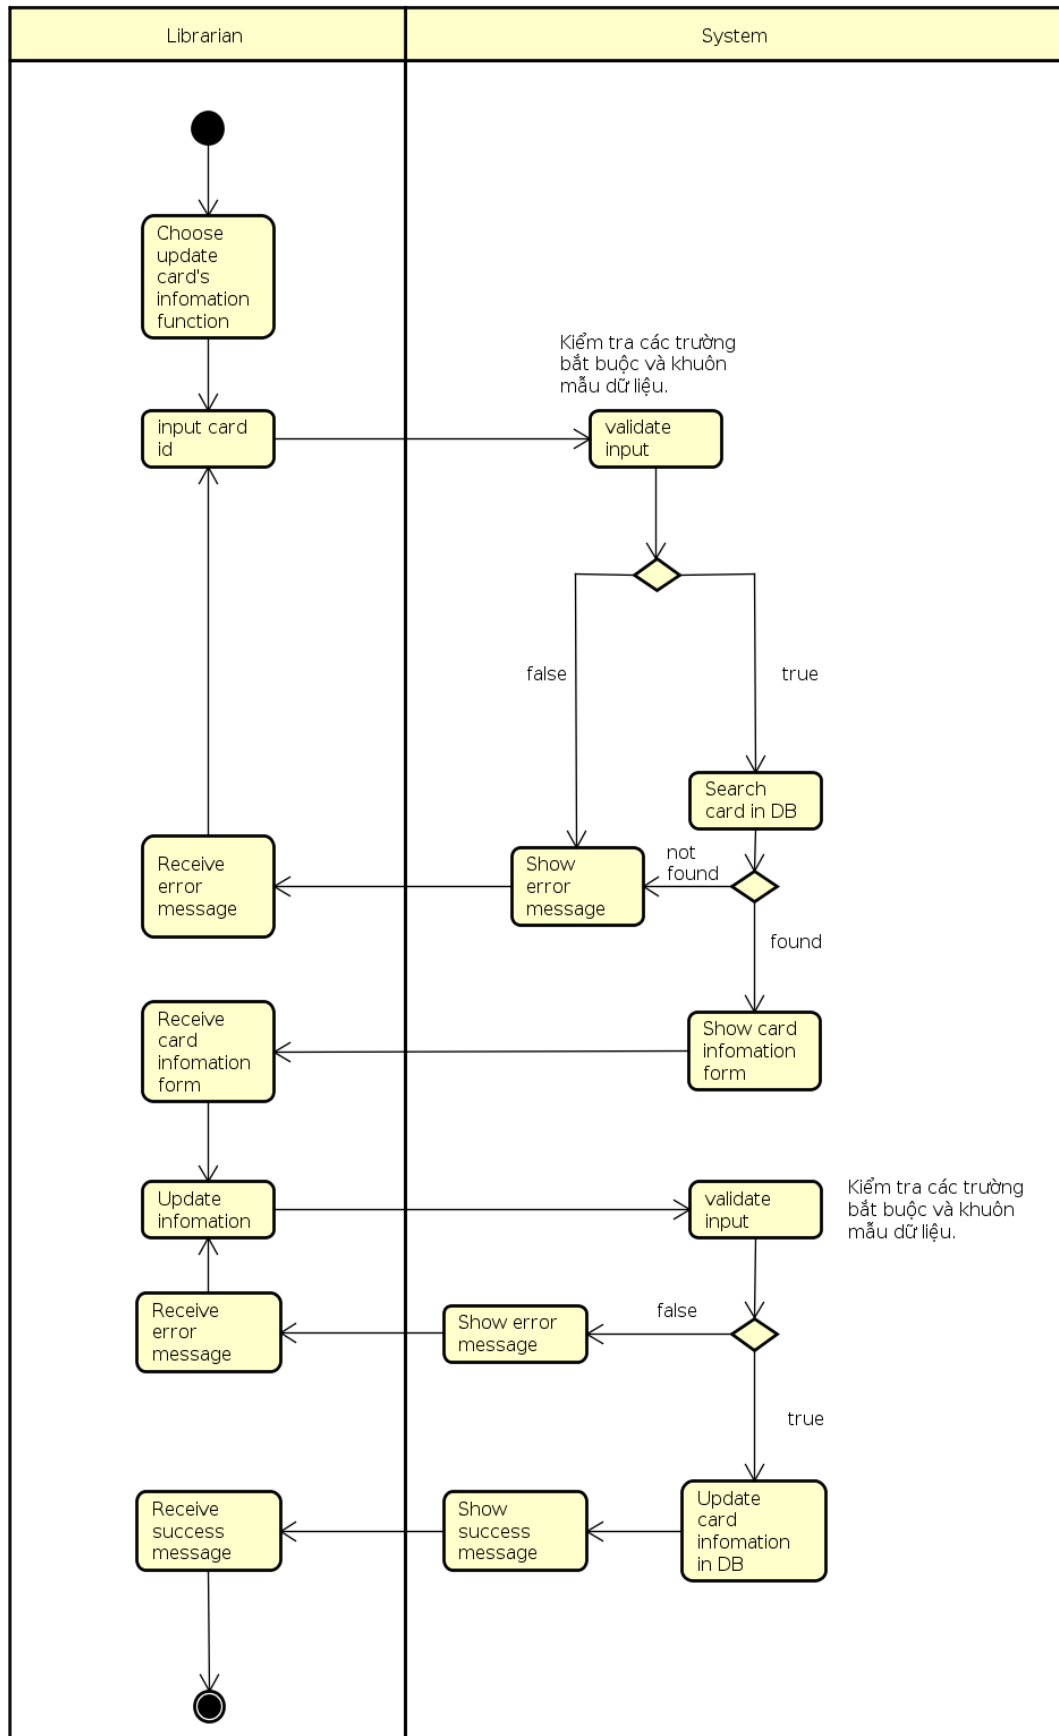 Librarian
System
Choose
update
card's
infomation
function
Kiểm tra các trường
bắt buộc và khuôn
mẫu dữ liệu.
input card
id
validate
input
false
true
Search
card in DB
not
found
Receive
error
message
Show
error
message
found
Receive
card
infomation
form
Show card
infomation
form
Update
infomation
validate
input
Kiểm tra các trường
bắt buộc và khuôn
mẫu dữ liệu.
Receive
error
message
Show error
message
false
true
Receive
success
message
Show
success
message
Update
card
infomation
in DB